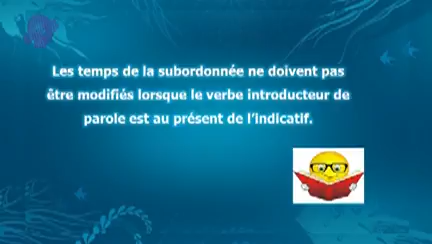 Les temps de la subordonnée ne doivent pas
être modifiés lorsque le verbe introducteur de
parole est au présent de l'indicatif.